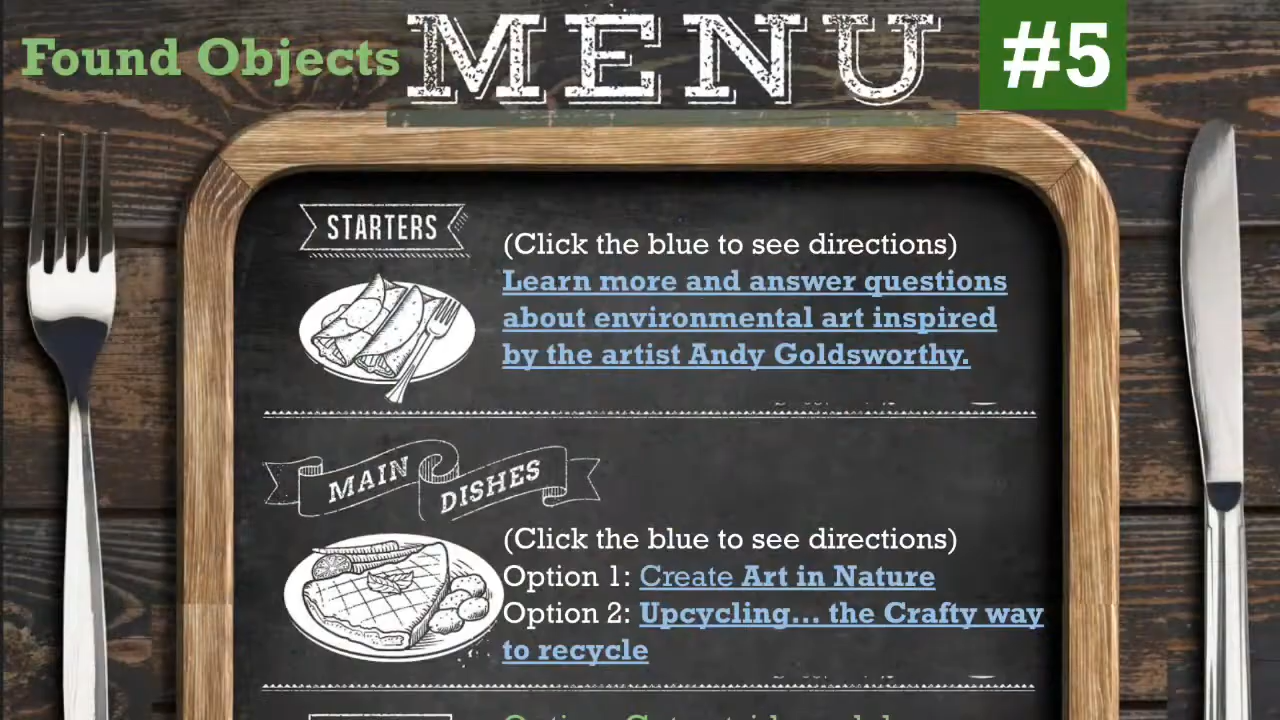 Found Objects
MENU
#5
STARTERS
(Click the blue to see directions)
Learn more and answer questions
about environmental art inspired
by the artist Andy Goldsworthy.
MAIN
DISHES
(Click the blue to see directions)
Option 1: Create Art in Nature
Option 2: Upcycling... the Crafty way
to recycle